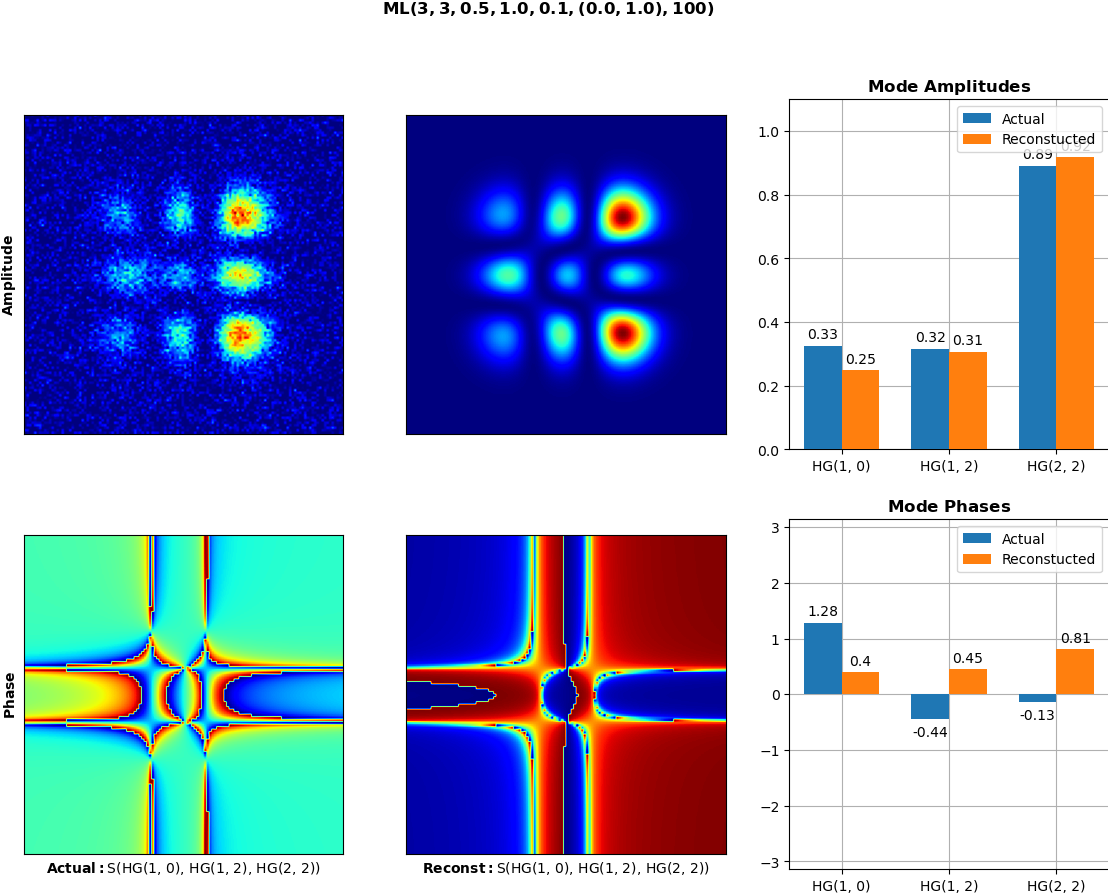 ML(3, 3, 0.5, 1.0, 0.1, (0.0, 1.0), 100)
Amplitude
Mode Amplitudes
Actual
Reconstucted
1.0
0.8
0.6
0.4
0.2
0.0
0.33
0.25
0.32
0.31
0.89
0.92
HG(1, 0)
HG(1, 2)
HG(2, 2)
Phase
Actual: S(HG(1, 0), HG(1, 2), HG(2, 2))
Reconst: S(HG(1, 0), HG(1, 2), HG(2, 2))
Mode Phases
Actual
Reconstucted
3
2
1
0
−1
−2
−3
1.28
0.4
-0.44
0.45
-0.13
0.81
HG(1, 0)
HG(1, 2)
HG(2, 2)